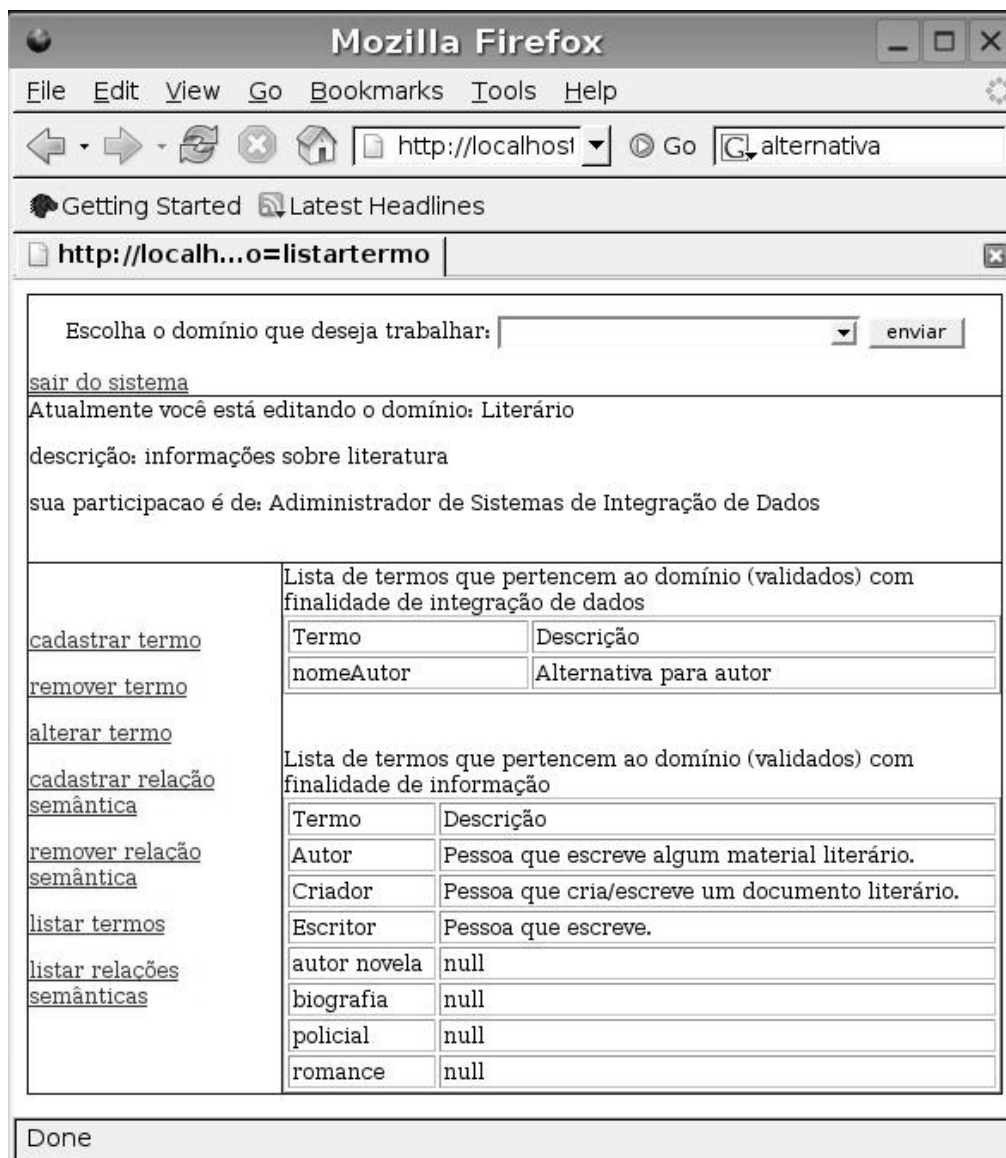 Mozilla Firefox
File Edit View Go Bookmarks Tools Help
http://localhost Go G alternativa
Getting Started Latest Headlines
http://localh...o=listartermo
Escolha o domínio que deseja trabalhar: enviar
sair do sistema
Atualmente você está editando o domínio: Literário
descrição: informações sobre literatura
sua participacao é de: Adiministrador de Sistemas de Integração de Dados
cadastrar termo
remover termo
alterar termo
cadastrar relação
semântica
remover relação
semântica
listar termos
listar relações
semânticas
Lista de termos que pertencem ao domínio (validados) com
finalidade de integração de dados
Termo Descrição
nomeAutor Alternativa para autor
Lista de termos que pertencem ao domínio (validados) com
finalidade de informação
Termo Descrição
Autor Pessoa que escreve algum material literário.
Criador Pessoa que cria/escreve um documento literário.
Escritor Pessoa que escreve.
autor novela null
biografia null
policial null
romance null
Done